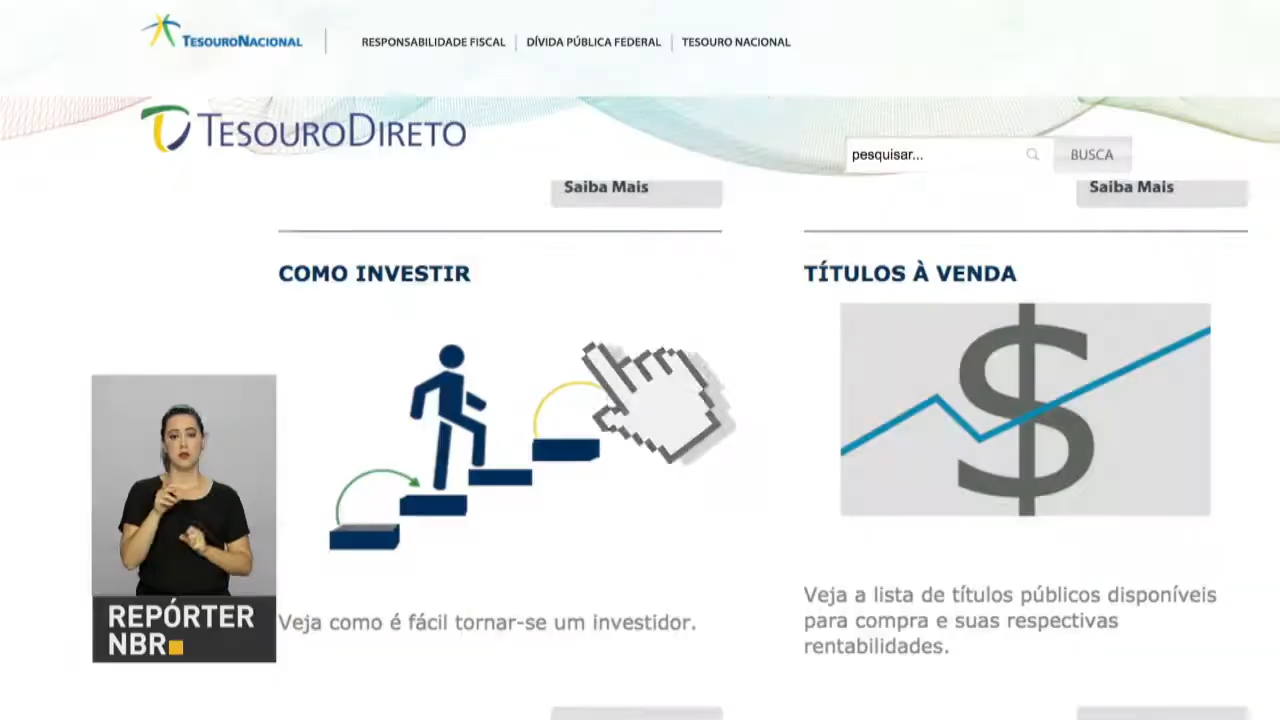 TESOURONACIONAL
RESPONSABILIDADE FISCAL
DÍVIDA PÚBLICA FEDERAL
TESOURO NACIONAL
TESOURODIRETO
pesquisar...
BUSCA
Saiba Mais
Saiba Mais
COMO INVESTIR
TÍTULOS À VENDA
$
Veja como é fácil tornar-se um investidor.
Veja a lista de títulos públicos disponíveis
para compra e suas respectivas
rentabilidades.
REPÓRTER
NBR